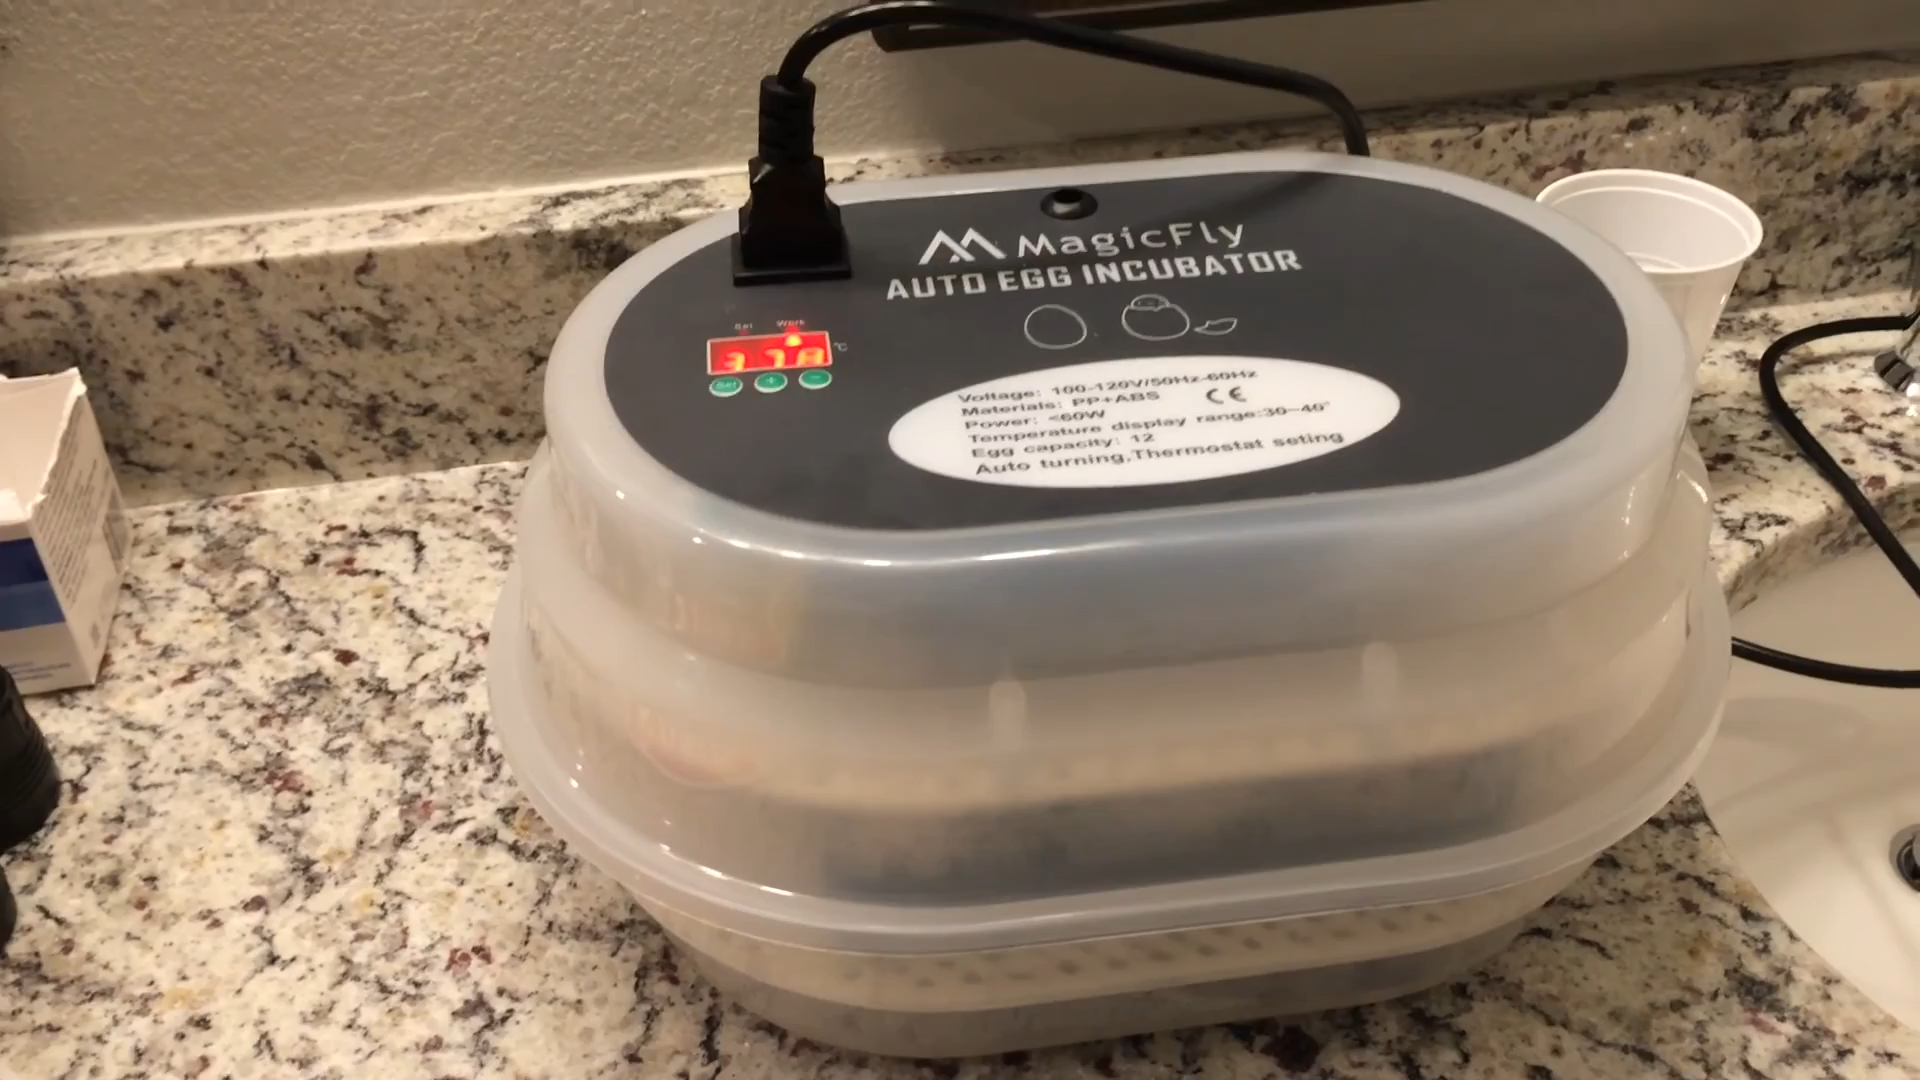 MagicFly
AUTO EGG INCUBATOR
Set Work
37.8 °C
Set + -
Voltage: 100-120V/50Hz-60Hz
Materials: PP+ABS CE
Power: <60W
Temperature display range:30~40°
Egg capacity: 12
Auto turning,Thermostat seting